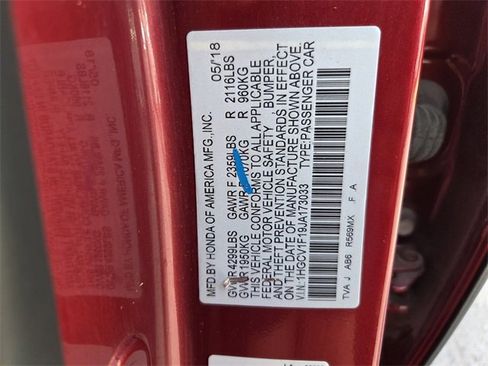 MFD. BY HONDA OF AMERICA MFG.,INC. 05/'18
GVWR 4299LBS GAWR F 2359LBS R 2116LBS
GVWR 1950KG GAWR 1070KG R 960KG
THIS VEHICLE CONFORMS TO ALL APPLICABLE
FEDERAL MOTOR VEHICLE SAFETY BUMPER,
AND THEFT PREVENTION STANDARDS IN EFFECT
ON THE DATE OF MANUFACTURE SHOWN ABOVE.
V.I.N.: 1HGCV1F19JA173033 TYPE:PASSENGER CAR
TVA J AB6 R569MX F A